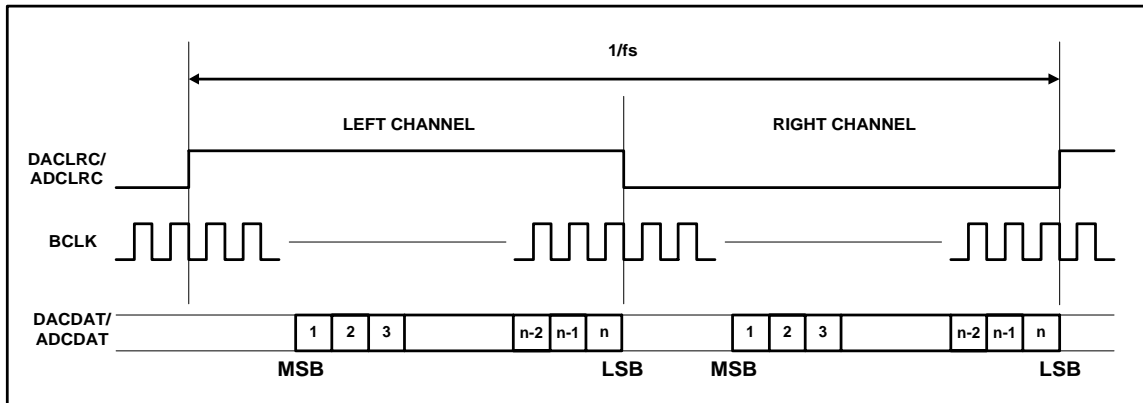 1/fs
LEFT CHANNEL
RIGHT CHANNEL
DACLRC/
ADCLRC
BCLK
DACDAT/
ADCDAT
1 2 3 n-2 n-1 n 1 2 3 n-2 n-1 n
MSB LSB MSB LSB